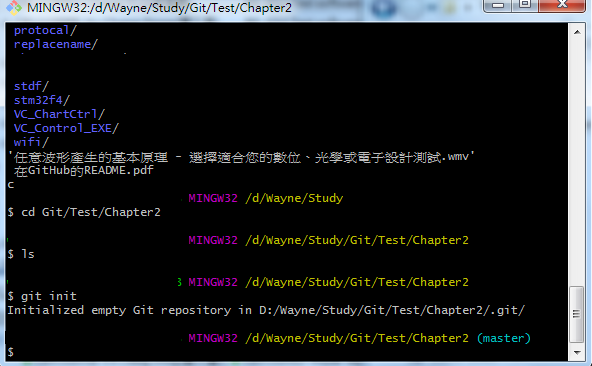 MINGW32:/d/Wayne/Study/Git/Test/Chapter2
protocal/
replacename/
stdf/
stm32f4/
VC_ChartCtrl/
VC_Control_EXE/
wifi/
'任意波形產生的基本原理 - 選擇適合您的數位、光學或電子設計測試.wmv'
在GitHub的README.pdf
c
MINGW32 /d/Wayne/Study
$ cd Git/Test/Chapter2
MINGW32 /d/Wayne/Study/Git/Test/Chapter2
$ ls
3 MINGW32 /d/Wayne/Study/Git/Test/Chapter2
$ git init
Initialized empty Git repository in D:/Wayne/Study/Git/Test/Chapter2/.git/
MINGW32 /d/Wayne/Study/Git/Test/Chapter2 (master)
$